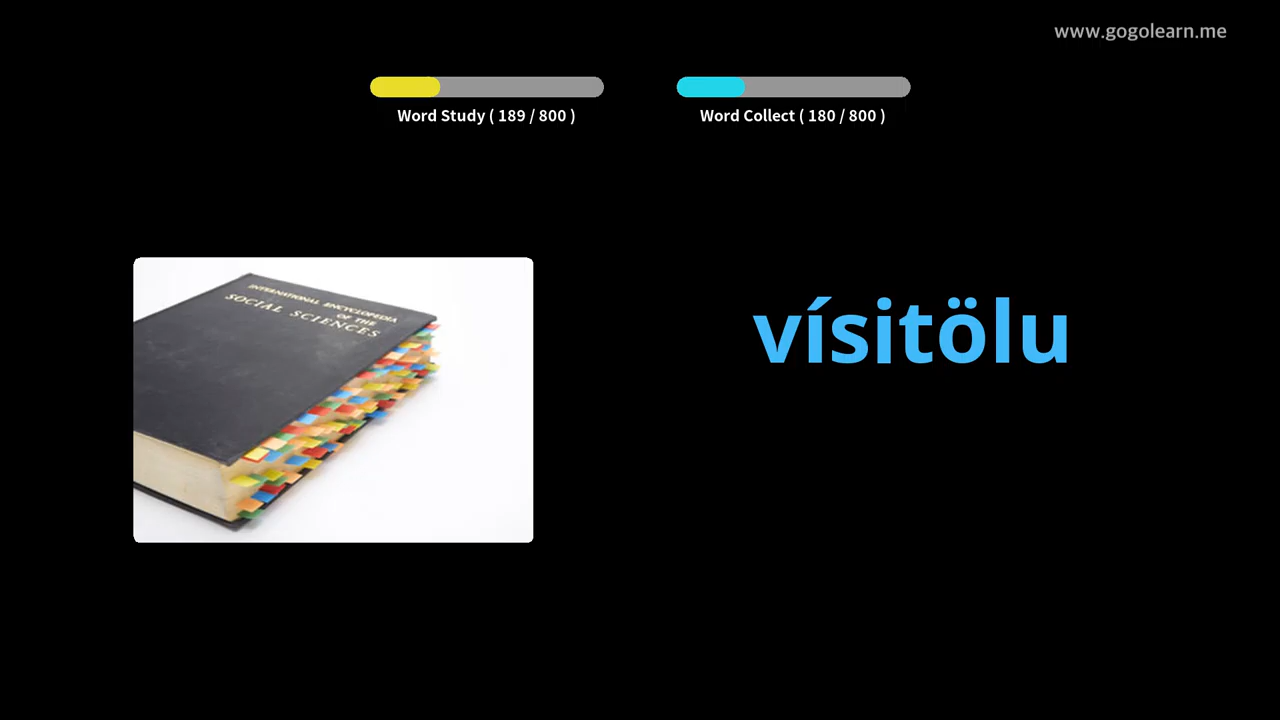 www.gogolearn.me
Word Study ( 189 / 800 )
Word Collect ( 180 / 800 )
INTERNATIONAL ENCYCLOPEDIA
OF THE
SOCIAL SCIENCES
vísitölu